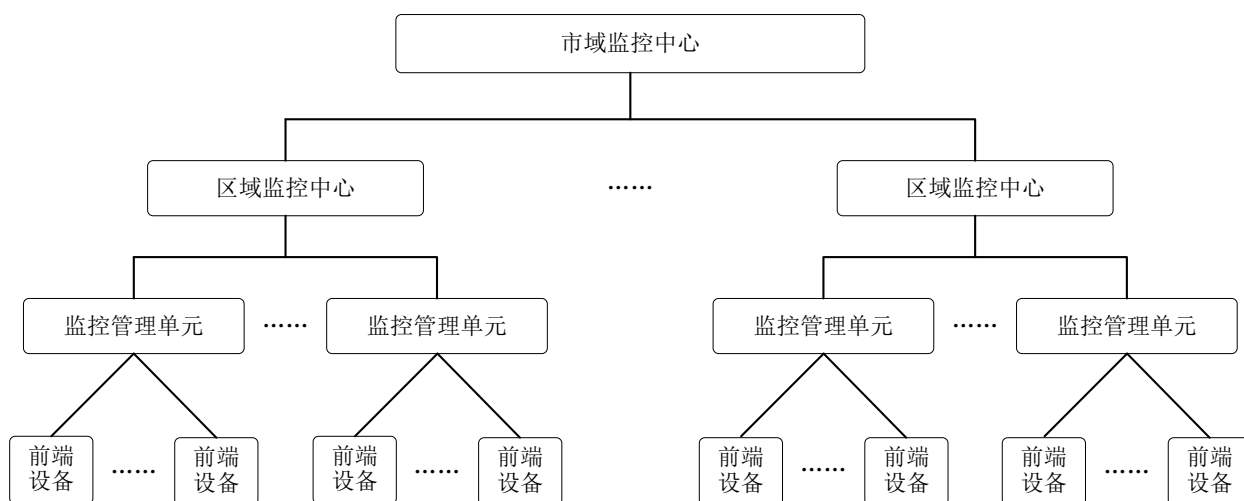 市域监控中心
区域监控中心 …… 区域监控中心
监控管理单元 …… 监控管理单元 监控管理单元 …… 监控管理单元
前端 前端 前端 前端 前端 前端 前端 前端
设备 …… 设备 设备 …… 设备 设备 …… 设备 设备 …… 设备